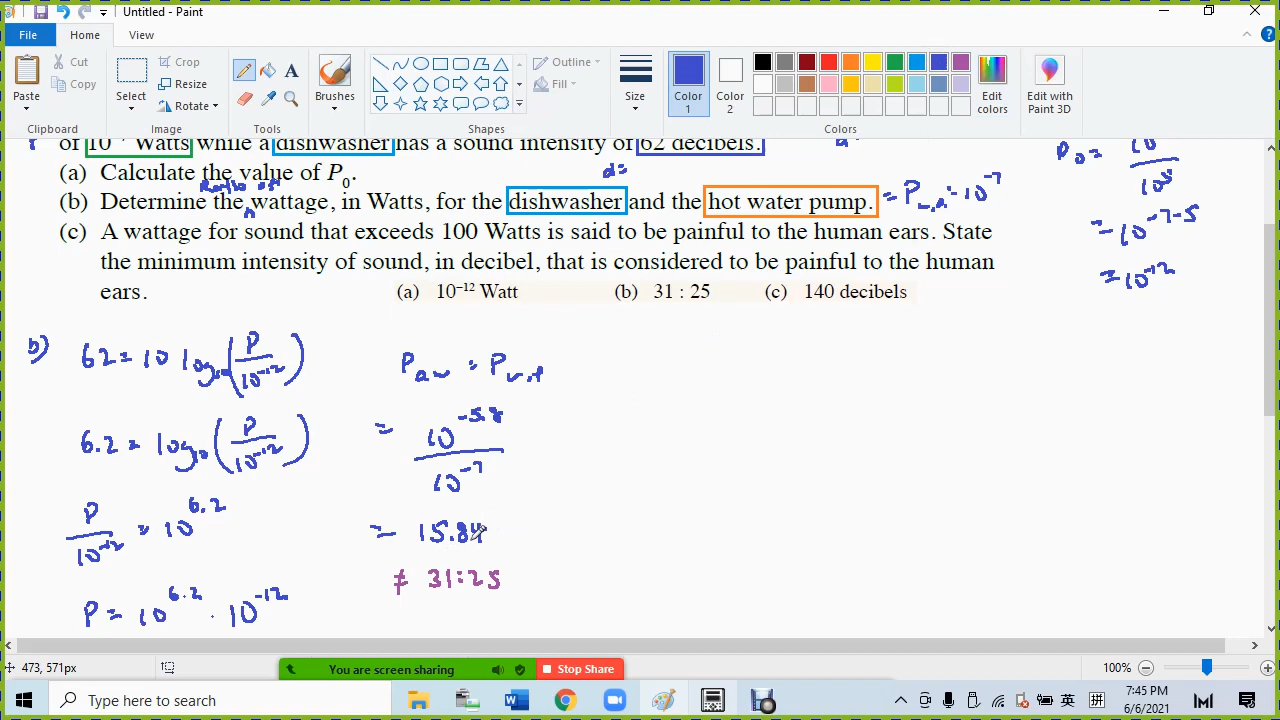 Untitled - Paint
File Home View
Paste Cut Copy Select Crop Resize Rotate Brushes Outline Fill Size Color 1 Color 2 Edit colors Edit with Paint 3D
Clipboard Image Tools Shapes Colors
Watts while a dishwasher has a sound intensity of 62 decibels.
P0 =
10^5
(a) Calculate the value of P0.
d=
Ratio of
(b) Determine the wattage, in Watts, for the dishwasher and the hot water pump.
10^-7
= 10^-7-5
(c) A wattage for sound that exceeds 100 Watts is said to be painful to the human ears. State
the minimum intensity of sound, in decibel, that is considered to be painful to the human
= 10^-12
ears. (a) 10–12 Watt (b) 31 : 25 (c) 140 decibels
b) 62 = 10 log10 (P/10^-12)
6.2 = log10 (P/10^-12)
P/10^-12 = 10^6.2
P = 10^6.2 . 10^-12
= 10^-5.8/10^-7
= 15.84
≠ 31:25
473, 571px
100%
You are screen sharing
Stop Share
Type here to search
英
拼
7:45 PM
6/6/2021